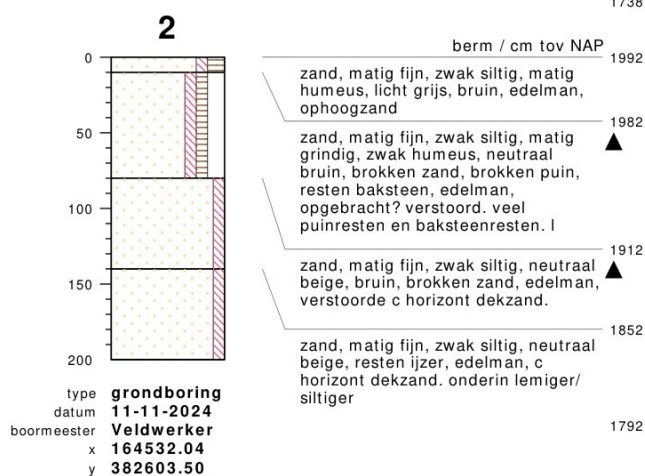 1738
2
berm / cm tov NAP
0
1992
zand, matig fijn, zwak siltig, matig
humeus, licht grijs, bruin, edelman,
ophoogzand
1982
zand, matig fijn, zwak siltig, matig
grindig, zwak humeus, neutraal
bruin, brokken zand, brokken puin,
resten baksteen, edelman,
opgebracht? verstoord. veel
puinresten en baksteenresten. l
50
100
1912
zand, matig fijn, zwak siltig, neutraal
beige, bruin, brokken zand, edelman,
verstoorde c horizont dekzand.
150
1852
zand, matig fijn, zwak siltig, neutraal
beige, resten ijzer, edelman, c
horizont dekzand. onderin lemiger/
siltiger
200
1792
type grondboring
datum 11-11-2024
boormeester Veldwerker
x 164532.04
y 382603.50